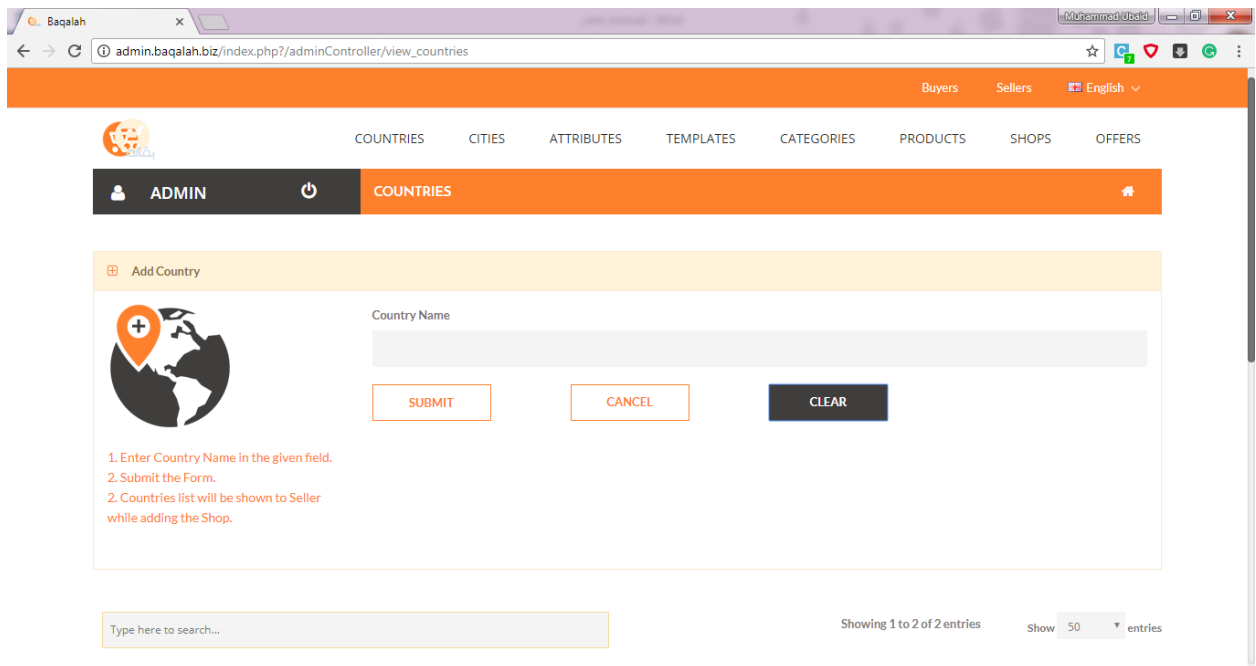 Baqalah
Muhammad Ubaid
admin.baqalah.biz/index.php?/adminController/view_countries
7
Buyers Sellers English
بقالة
COUNTRIES CITIES ATTRIBUTES TEMPLATES CATEGORIES PRODUCTS SHOPS OFFERS
ADMIN COUNTRIES
Add Country
Country Name
SUBMIT CANCEL CLEAR
1. Enter Country Name in the given field.
2. Submit the Form.
2. Countries list will be shown to Seller
while adding the Shop.
Type here to search... Showing 1 to 2 of 2 entries Show 50 entries